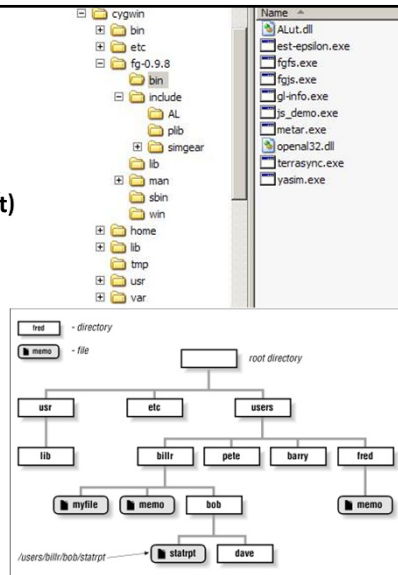 cygwin
bin
etc
fg-0.9.8
bin
include
AL
plib
simgear
lib
man
sbin
win
home
lib
tmp
usr
var
Name
ALut.dll
est-epsilon.exe
fgfs.exe
fgjs.exe
gl-info.exe
js_demo.exe
metar.exe
openal32.dll
terrasync.exe
yasim.exe
t)
fred - directory
memo - file
root directory
usr etc users
lib billr pete barry fred
myfile memo bob memo
/users/billr/bob/statrpt statrpt dave